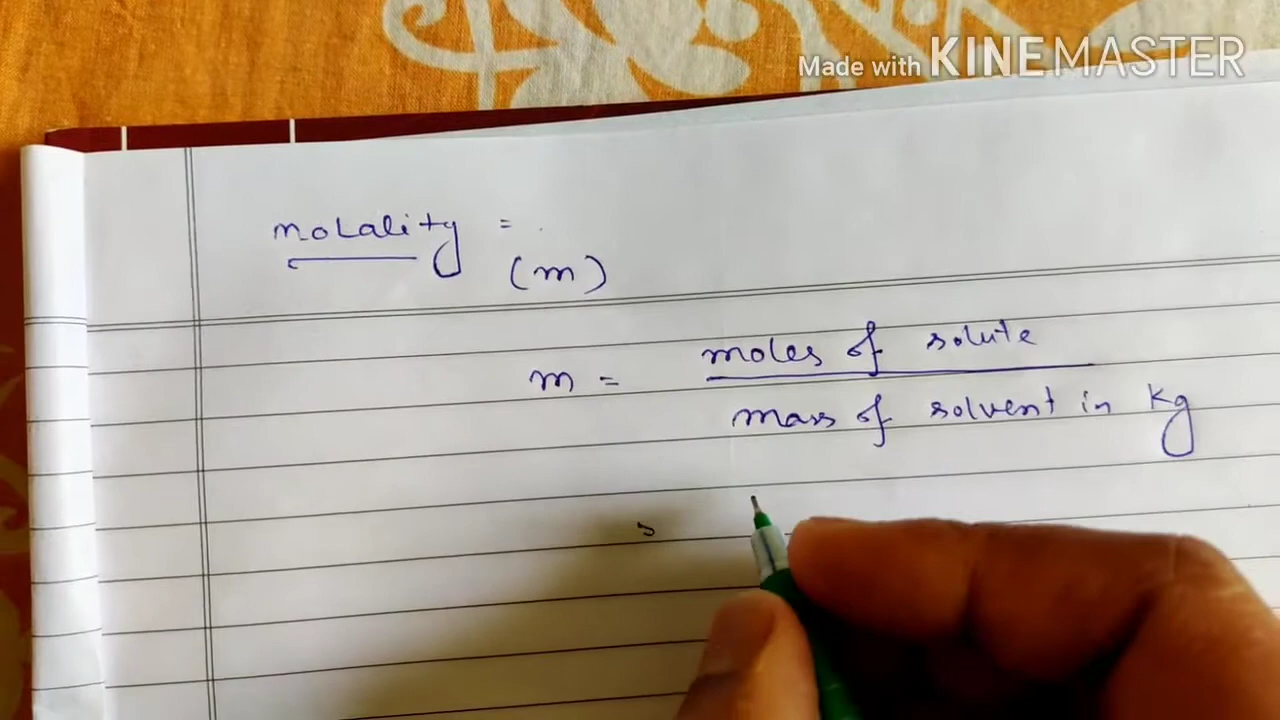 Made with KINEMASTER
moLality =
(m)
m = moles of solute
mass of solvent in kg
s